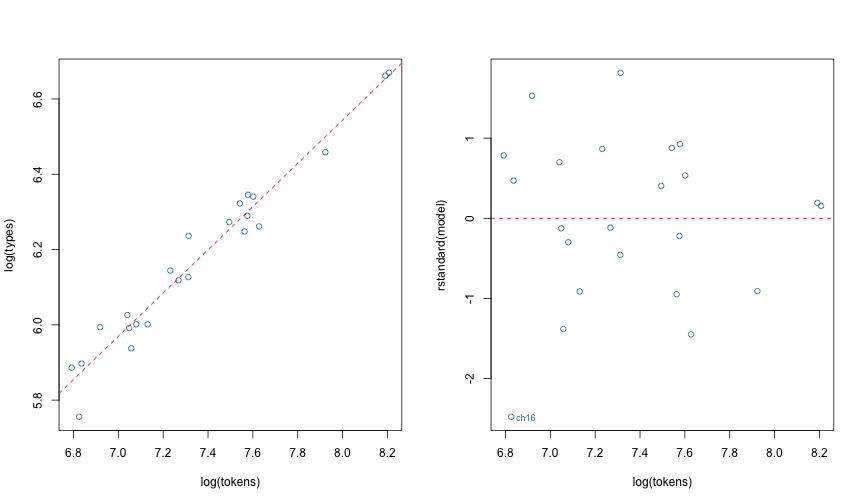 log(types)
5.8 6.0 6.2 6.4 6.6
6.8 7.0 7.2 7.4 7.6 7.8 8.0 8.2
log(tokens)
rstandard(model)
-2 -1 0 1
ch16
6.8 7.0 7.2 7.4 7.6 7.8 8.0 8.2
log(tokens)